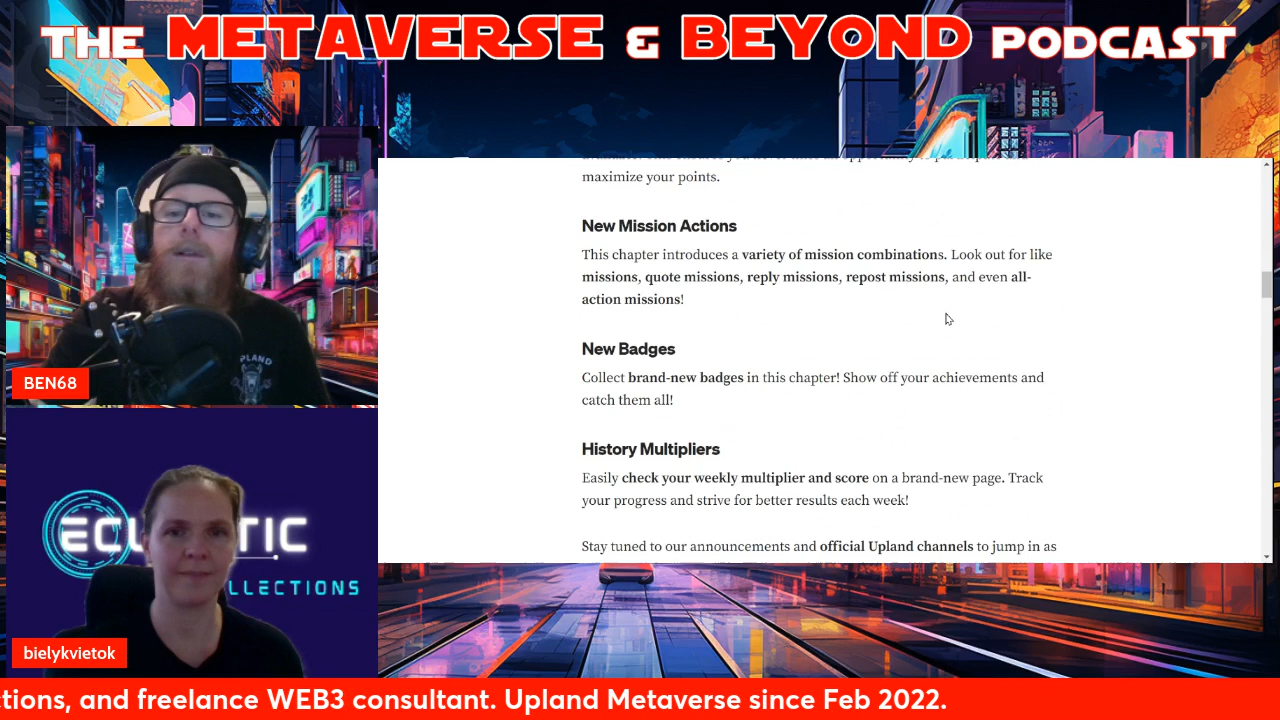 THE METAVERSE & BEYOND PODCAST
maximize your points.
New Mission Actions
This chapter introduces a variety of mission combinations. Look out for like
missions, quote missions, reply missions, repost missions, and even all-
action missions!
New Badges
Collect brand-new badges in this chapter! Show off your achievements and
catch them all!
History Multipliers
Easily check your weekly multiplier and score on a brand-new page. Track
your progress and strive for better results each week!
Stay tuned to our announcements and official Upland channels to jump in as
UPLAND
BEN68
bielykvietok
and freelance WEB3 consultant. Upland Metaverse since Feb 2022.